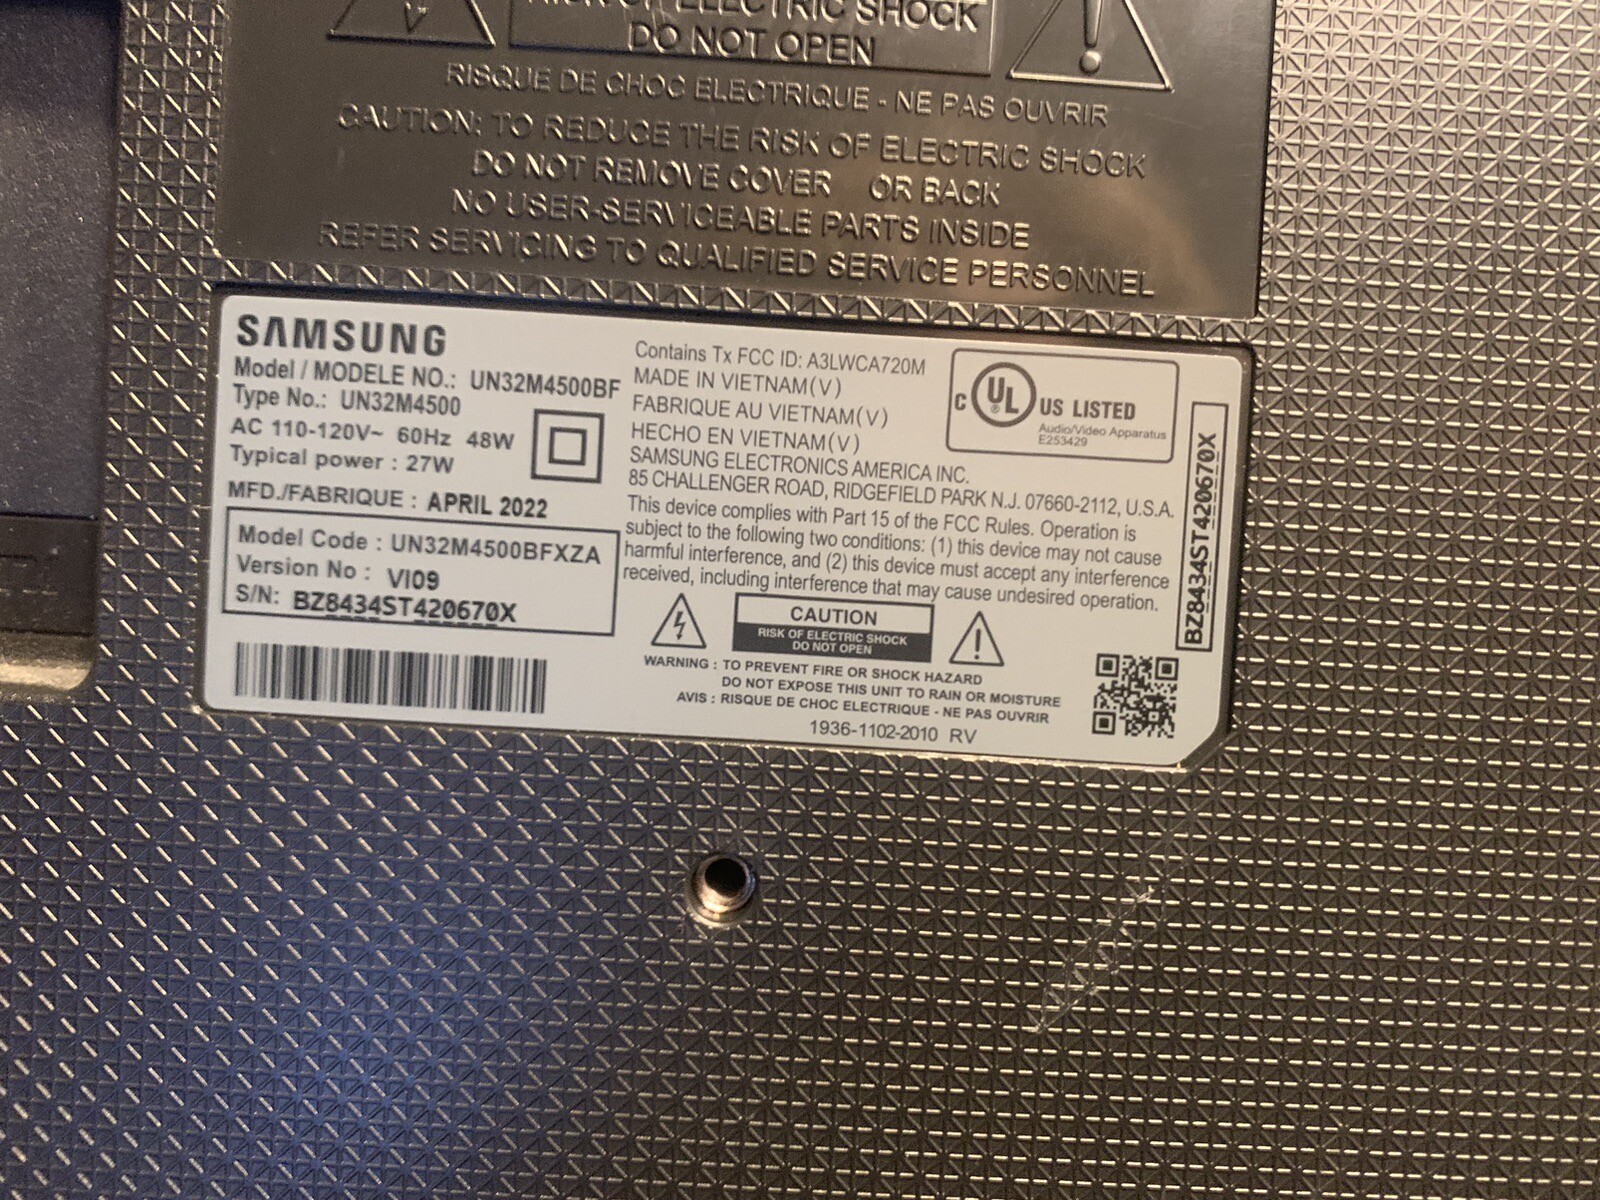 RISK OF ELECTRIC SHOCK
DO NOT OPEN
RISQUE DE CHOC ELECTRIQUE - NE PAS OUVRIR
CAUTION: TO REDUCE THE RISK OF ELECTRIC SHOCK
DO NOT REMOVE COVER OR BACK
NO USER-SERVICEABLE PARTS INSIDE
REFER SERVICING TO QUALIFIED SERVICE PERSONNEL
SAMSUNG
Model / MODELE NO.: UN32M4500BF
Type No.: UN32M4500
AC 110-120V~ 60Hz 48W
Typical power : 27W
MFD./FABRIQUE : APRIL 2022
Model Code : UN32M4500BFXZA
Version No : VI09
S/N: BZ8434ST420670X
Contains Tx FCC ID: A3LWCA720M
MADE IN VIETNAM(V)
FABRIQUE AU VIETNAM(V)
HECHO EN VIETNAM(V)
SAMSUNG ELECTRONICS AMERICA INC.
85 CHALLENGER ROAD, RIDGEFIELD PARK N.J. 07660-2112, U.S.A.
This device complies with Part 15 of the FCC Rules. Operation is
subject to the following two conditions: (1) this device may not cause
harmful interference, and (2) this device must accept any interference
received, including interference that may cause undesired operation.
C UL ® US LISTED
Audio/Video Apparatus
E253429
BZ8434ST420670X
CAUTION
RISK OF ELECTRIC SHOCK
DO NOT OPEN
WARNING : TO PREVENT FIRE OR SHOCK HAZARD
DO NOT EXPOSE THIS UNIT TO RAIN OR MOISTURE
AVIS : RISQUE DE CHOC ELECTRIQUE - NE PAS OUVRIR
1936-1102-2010 RV